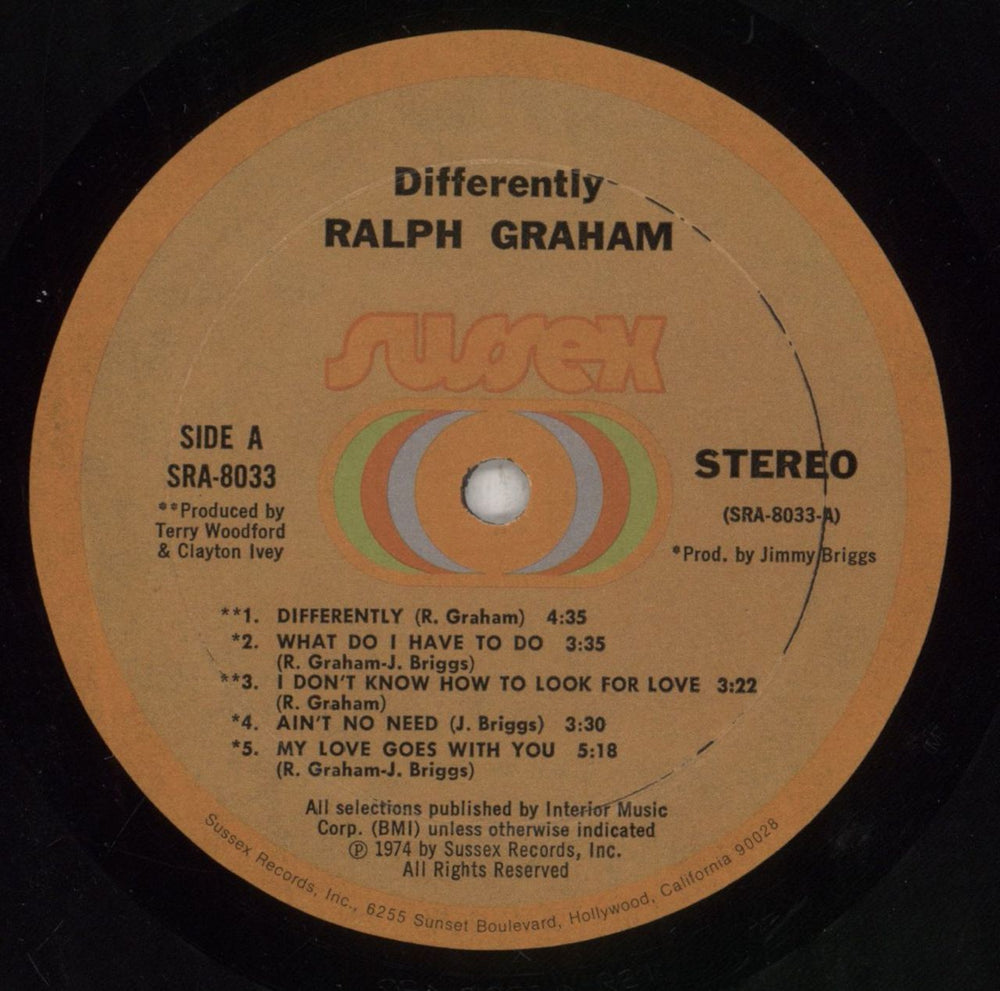 Differently
RALPH GRAHAM
sussex
SIDE A
SRA-8033
**Produced by
Terry Woodford
& Clayton Ivey
STEREO
(SRA-8033-A)
*Prod. by Jimmy Briggs
**1. DIFFERENTLY (R. Graham) 4:35
*2. WHAT DO I HAVE TO DO 3:35
(R. Graham-J. Briggs)
**3. I DON'T KNOW HOW TO LOOK FOR LOVE 3:22
(R. Graham)
*4. AIN'T NO NEED (J. Briggs) 3:30
*5. MY LOVE GOES WITH YOU 5:18
(R. Graham-J. Briggs)
All selections published by Interior Music
Corp. (BMI) unless otherwise indicated
℗ 1974 by Sussex Records, Inc.
All Rights Reserved
Sussex Records, Inc., 6255 Sunset Boulevard, Hollywood, California 90028